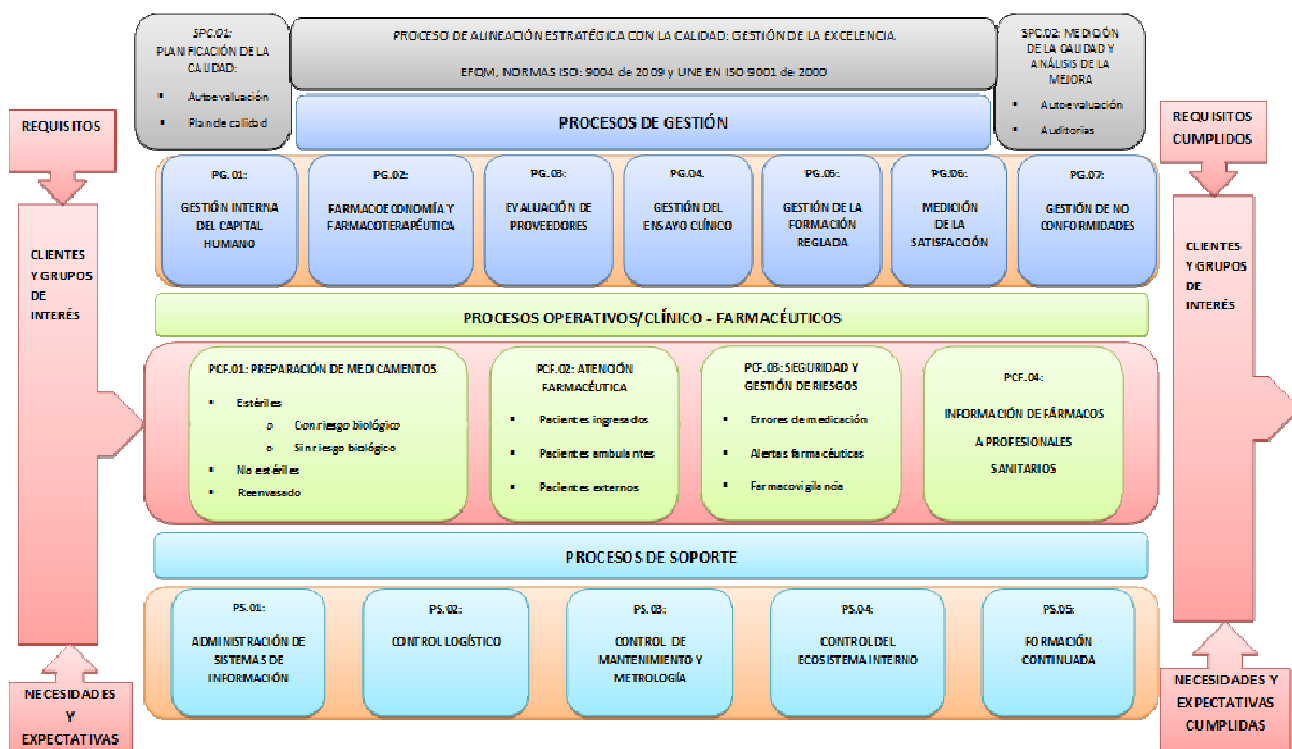 SPC.01:
PLANIFICACIÓN DE LA
CALIDAD:
▪ Autoevaluación
▪ Plan de calidad
PROCESO DE ALINEACIÓN ESTRATÉGICA CON LA CALIDAD: GESTIÓN DE LA EXCELENCIA
EFQM, NORMAS ISO: 9004 de 2009 y UNE EN ISO 9001 de 2000
SPC.02: MEDICIÓN
DE LA CALIDAD Y
ANÁLISIS DE LA
MEJORA
▪ Autoevaluación
▪ Auditorias
REQUISITOS
CLIENTES
Y GRUPOS
DE
INTERÉS
NECESIDADES
Y
EXPECTATIVAS
PROCESOS DE GESTIÓN
PG. 01:
GESTIÓN INTERNA
DEL CAPITAL
HUMANO
PG.02:
FARMACOECONOMÍA Y
FARMACOTERAPÉUTICA
PG.03:
EVALUACIÓN DE
PROVEEDORES
PG.04.
GESTIÓN DEL
ENSAYO CLÍNICO
PG.05:
GESTIÓN DE LA
FORMACIÓN
REGLADA
PG.06:
MEDICIÓN
DE LA
SATISFACCIÓN
PG.07:
GESTIÓN DE NO
CONFORMIDADES
PROCESOS OPERATIVOS/CLÍNICO - FARMACÉUTICOS
PCF.01: PREPARACIÓN DE MEDICAMENTOS
▪ Estériles
o Con riesgo biológico
o Sin riesgo biológico
▪ No estériles
▪ Reenvasado
PCF.02: ATENCIÓN
FARMACÉUTICA
▪ Pacientes ingresados
▪ Pacientes ambulantes
▪ Pacientes externos
PCF.03: SEGURIDAD Y
GESTIÓN DE RIESGOS
▪ Errores de medicación
▪ Alertas farmacéuticas
▪ Farmacovigilancia
PCF.04:
INFORMACIÓN DE FÁRMACOS
A PROFESIONALES
SANITARIOS
PROCESOS DE SOPORTE
PS.01:
ADMINISTRACIÓN DE
SISTEMAS DE
INFORMACIÓN
PS.02:
CONTROL LOGÍSTICO
PS.03:
CONTROL DE
MANTENIMIENTO Y
METROLOGÍA
PS.04:
CONTROL DEL
ECOSISTEMA INTERNO
PS.05:
FORMACIÓN
CONTINUADA
REQUISITOS
CUMPLIDOS
CLIENTES
Y GRUPOS
DE
INTERÉS
NECESIDADES Y
EXPECTATIVAS
CUMPLIDAS